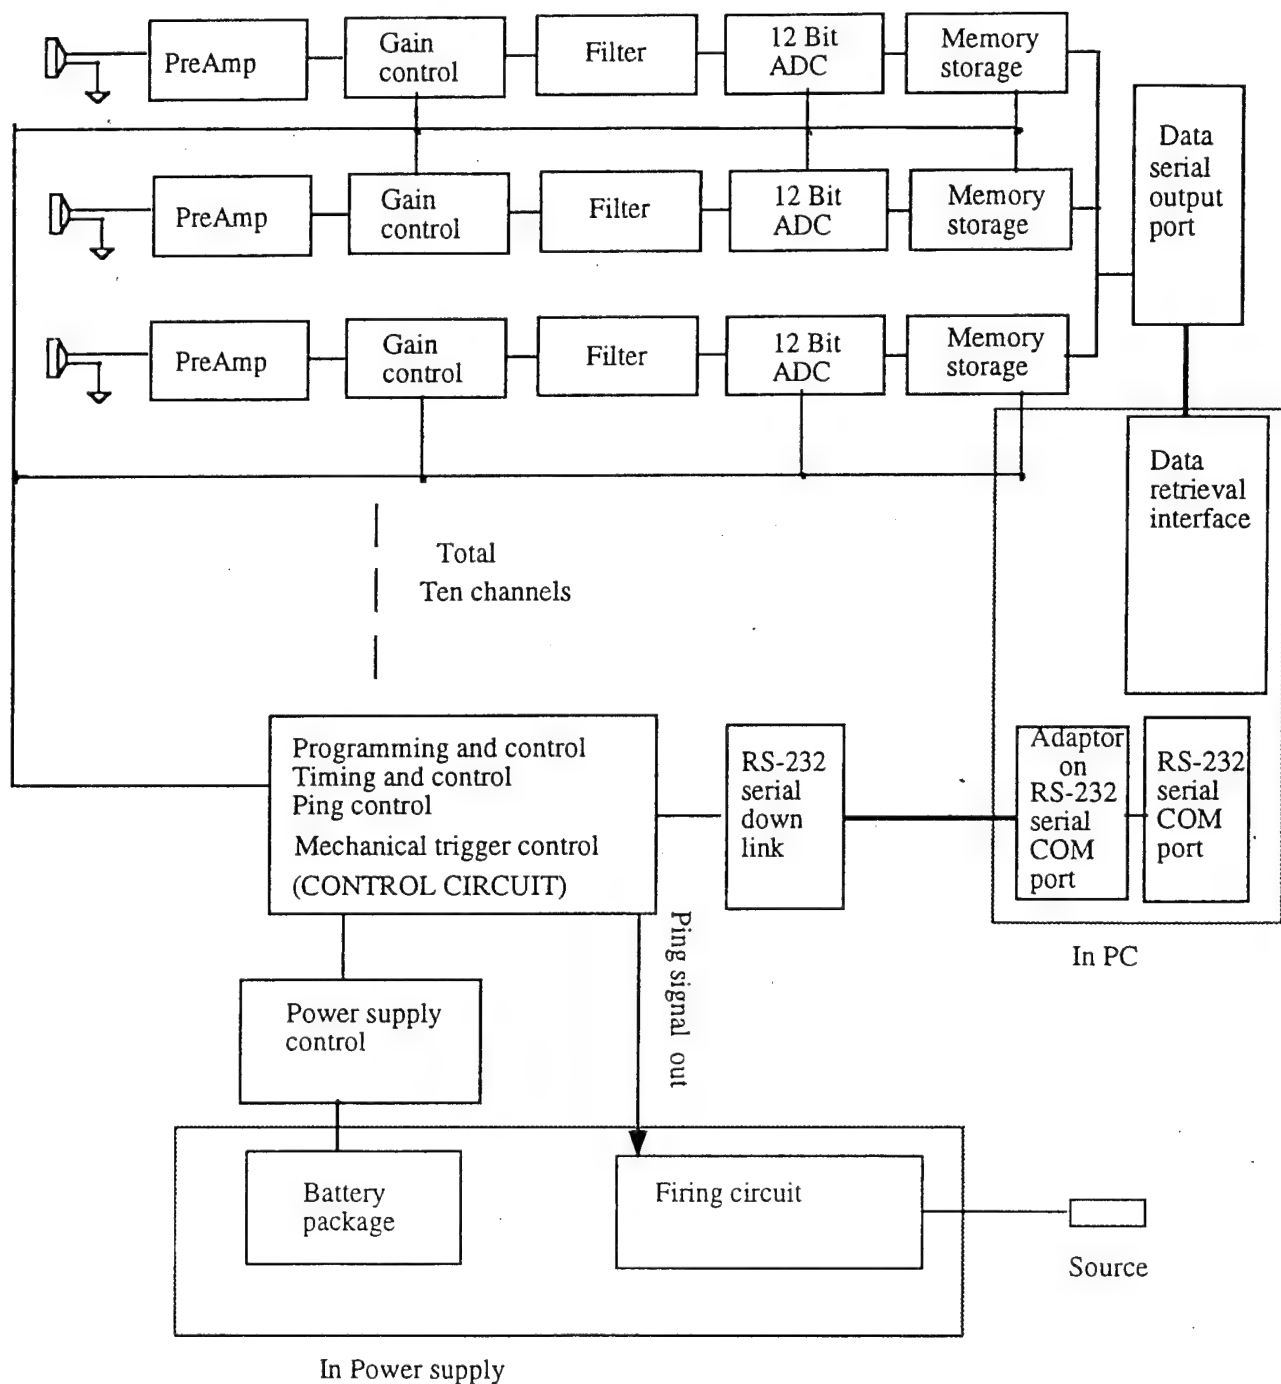 PreAmp
Gain
control
Filter
12 Bit
ADC
Memory
storage
PreAmp
Gain
control
Filter
12 Bit
ADC
Memory
storage
Data
serial
output
port
PreAmp
Gain
control
Filter
12 Bit
ADC
Memory
storage
Data
retrieval
interface
Total
Ten channels
Programming and control
Timing and control
Ping control
Mechanical trigger control
(CONTROL CIRCUIT)
RS-232
serial
down
link
Adaptor
on
RS-232
serial
COM
port
RS-232
serial
COM
port
In PC
Ping signal out
Power supply
control
Battery
package
Firing circuit
Source
In Power supply